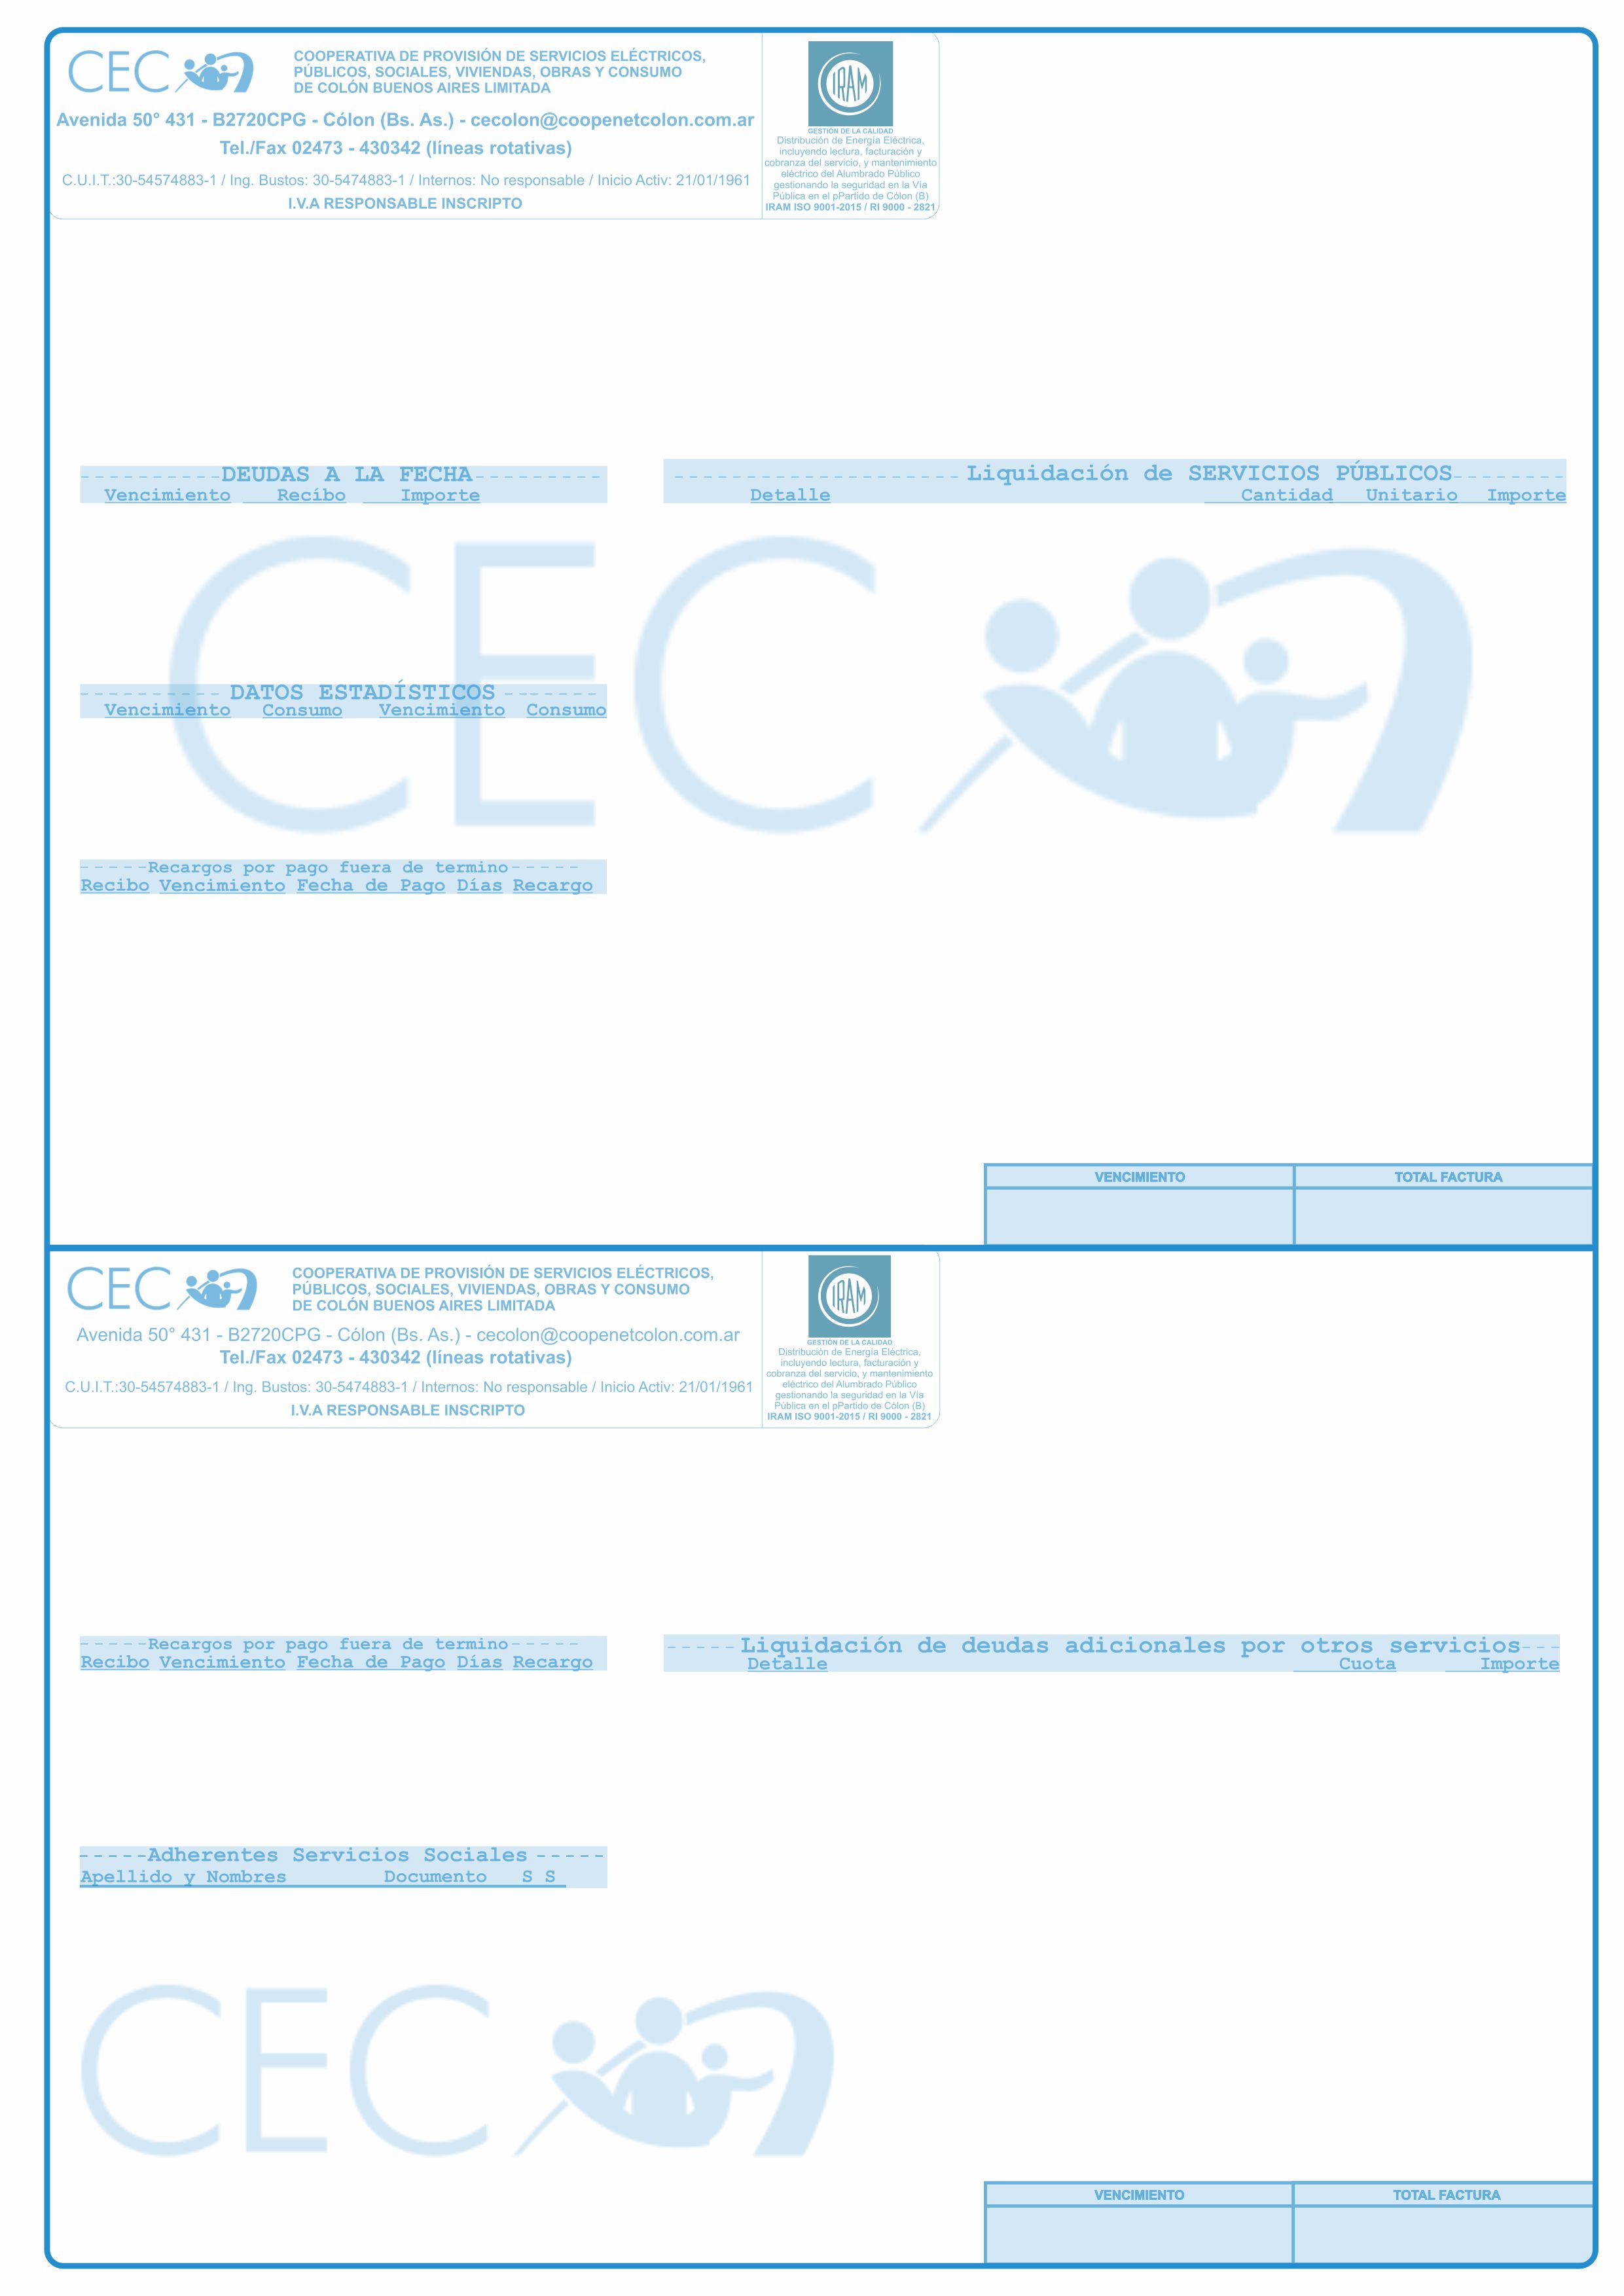 CEC
COOPERATIVA DE PROVISIÓN DE SERVICIOS ELÉCTRICOS,
PÚBLICOS, SOCIALES, VIVIENDAS, OBRAS Y CONSUMO
DE COLÓN BUENOS AIRES LIMITADA
Avenida 50° 431 - B2720CPG - Cólon (Bs. As.) - cecolon@coopenetcolon.com.ar
Tel./Fax 02473 - 430342 (líneas rotativas)
C.U.I.T.:30-54574883-1 / Ing. Bustos: 30-5474883-1 / Internos: No responsable / Inicio Activ: 21/01/1961
I.V.A RESPONSABLE INSCRIPTO
IRAM
GESTIÓN DE LA CALIDAD
Distribución de Energía Eléctrica,
incluyendo lectura, facturación y
cobranza del servicio, y mantenimiento
eléctrico del Alumbrado Público
gestionando la seguridad en la Vía
Pública en el pPartido de Cólon (B)
IRAM ISO 9001-2015 / RI 9000 - 2821
DEUDAS A LA FECHA
Vencimiento Recibo Importe
Liquidación de SERVICIOS PÚBLICOS
Detalle Cantidad Unitario Importe
CEC
DATOS ESTADÍSTICOS
Vencimiento Consumo Vencimiento Consumo
-----Recargos por pago fuera de termino-----
Recibo Vencimiento Fecha de Pago Días Recargo
VENCIMIENTO TOTAL FACTURA
CEC
COOPERATIVA DE PROVISIÓN DE SERVICIOS ELÉCTRICOS,
PÚBLICOS, SOCIALES, VIVIENDAS, OBRAS Y CONSUMO
DE COLÓN BUENOS AIRES LIMITADA
Avenida 50° 431 - B2720CPG - Cólon (Bs. As.) - cecolon@coopenetcolon.com.ar
Tel./Fax 02473 - 430342 (líneas rotativas)
C.U.I.T.:30-54574883-1 / Ing. Bustos: 30-5474883-1 / Internos: No responsable / Inicio Activ: 21/01/1961
I.V.A RESPONSABLE INSCRIPTO
IRAM
GESTIÓN DE LA CALIDAD
Distribución de Energía Eléctrica,
incluyendo lectura, facturación y
cobranza del servicio, y mantenimiento
eléctrico del Alumbrado Público
gestionando la seguridad en la Vía
Pública en el pPartido de Cólon (B)
IRAM ISO 9001-2015 / RI 9000 - 2821
-----Recargos por pago fuera de termino-----
Recibo Vencimiento Fecha de Pago Días Recargo
----- Liquidación de deudas adicionales por otros servicios---
Detalle Cuota Importe
-----Adherentes Servicios Sociales -----
Apellido y Nombres Documento S S
CEC
VENCIMIENTO TOTAL FACTURA